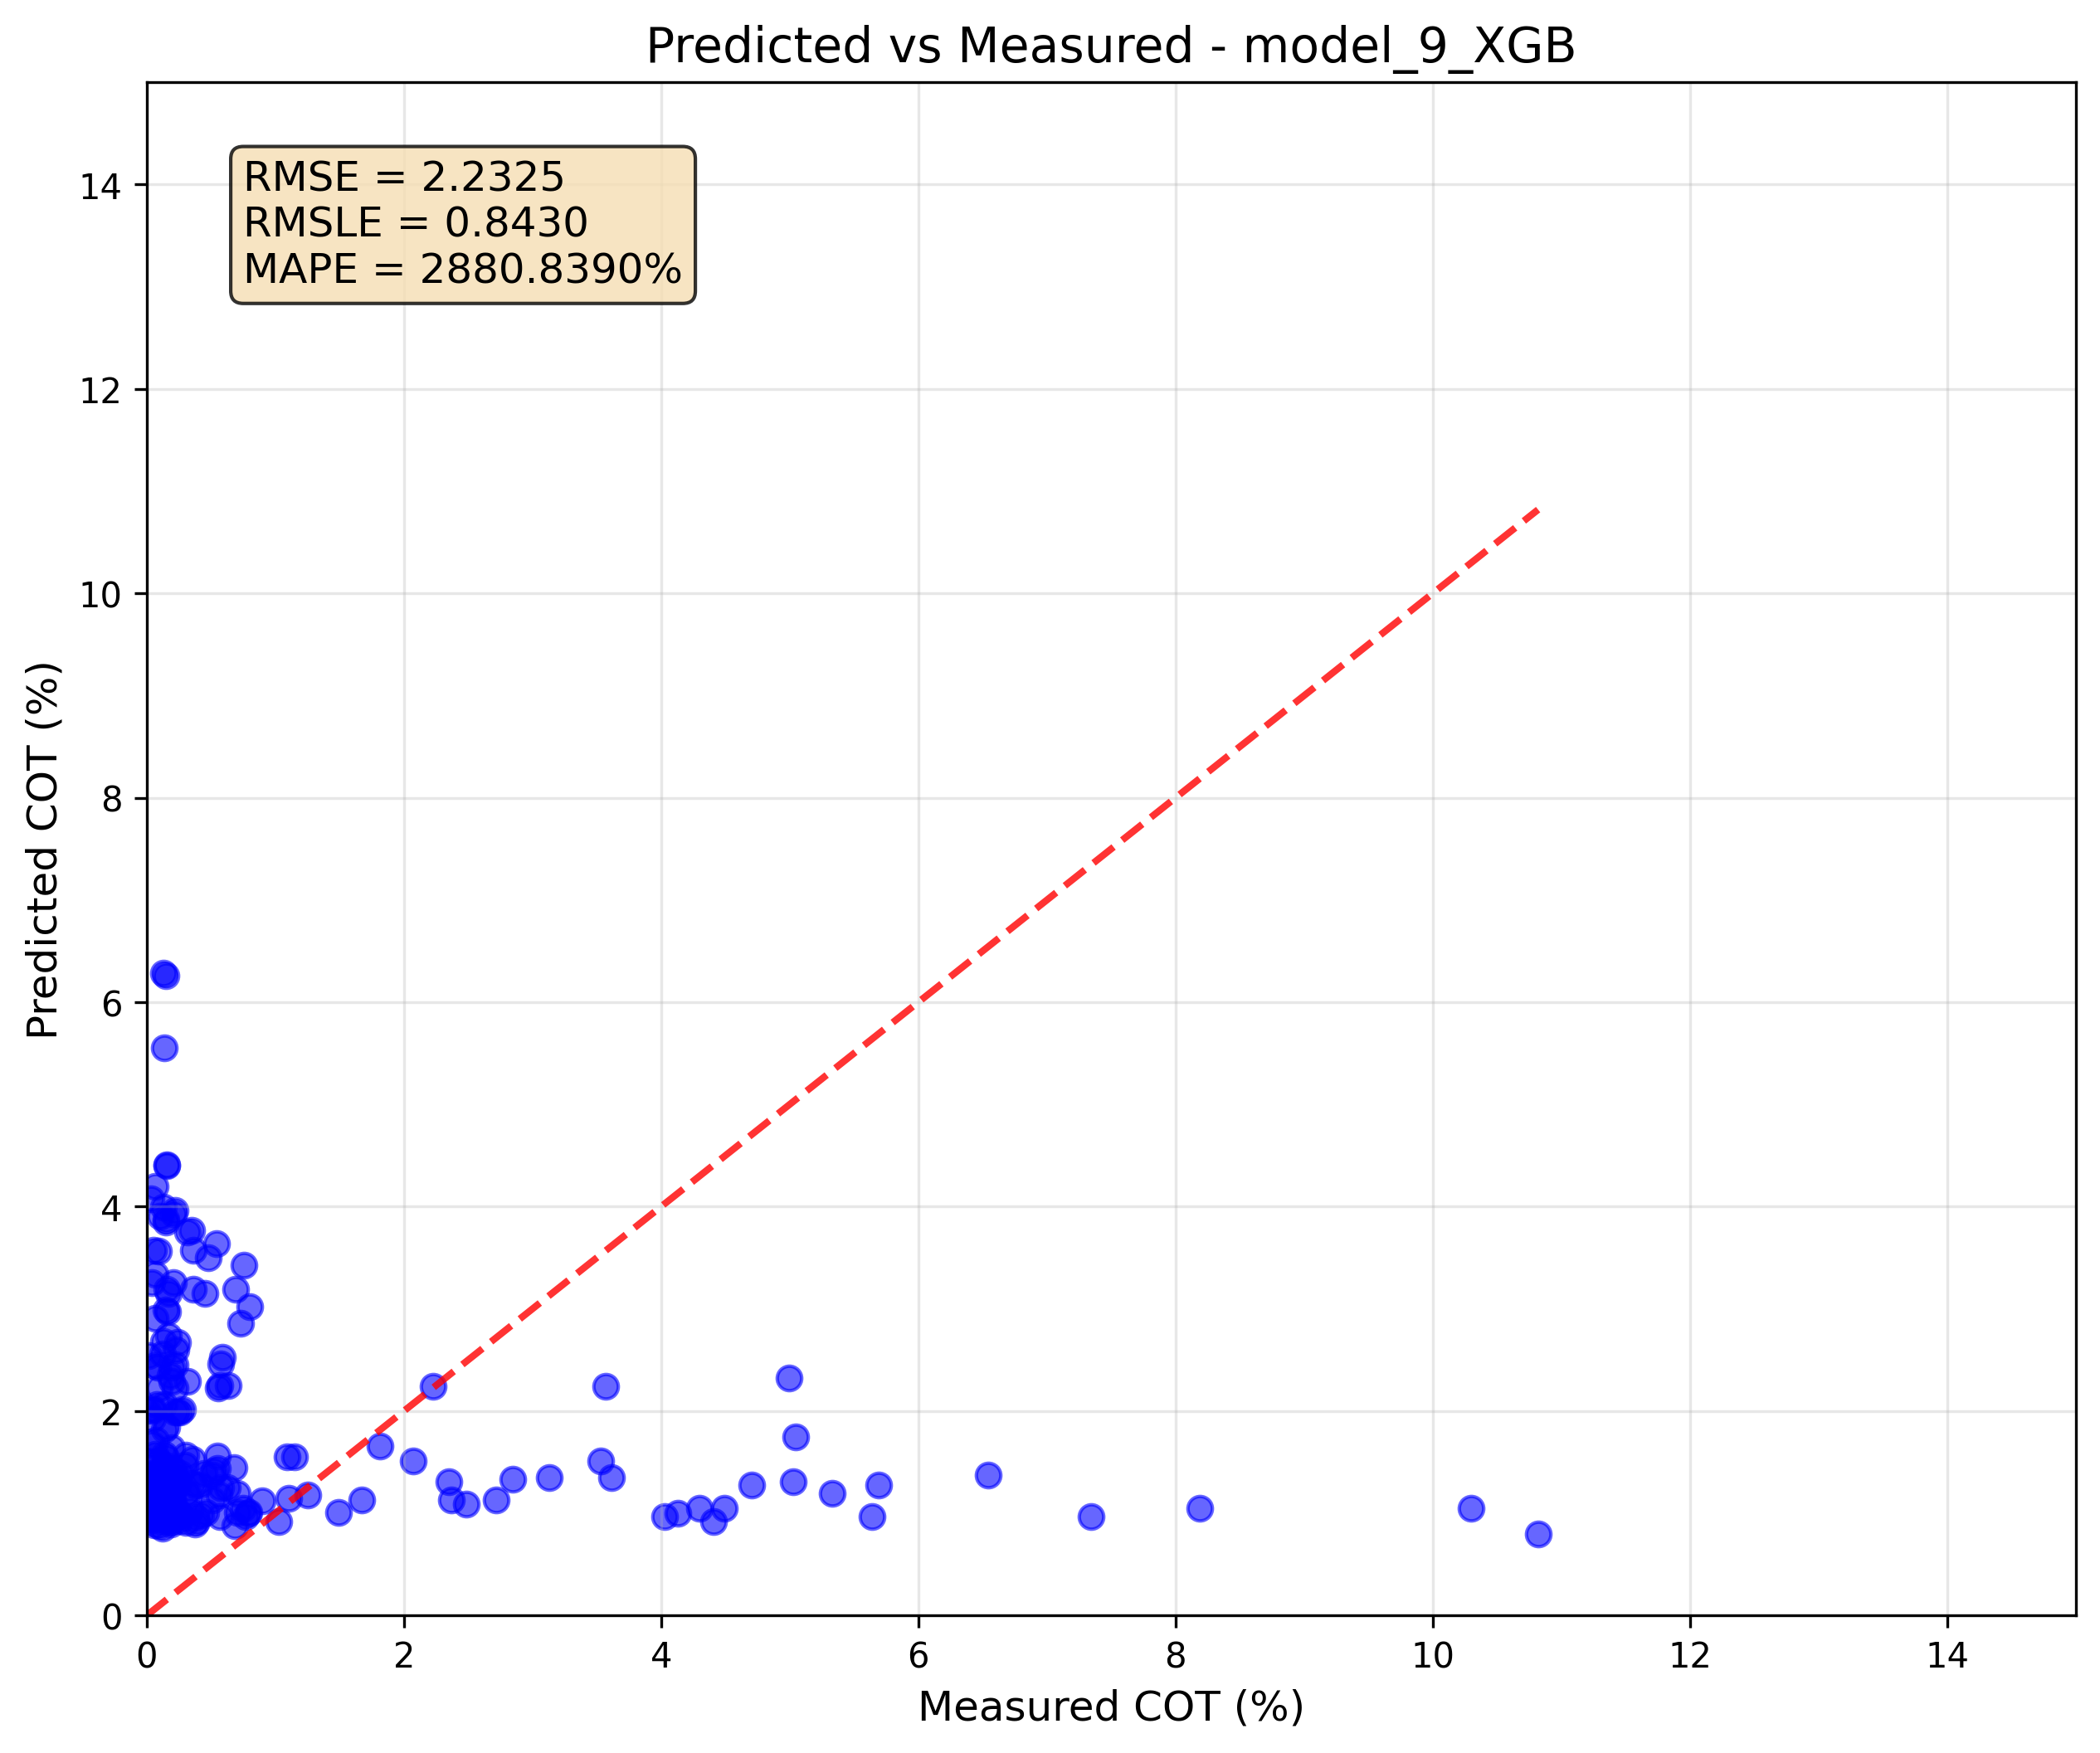 Predicted vs Measured - model_9_XGB
RMSE = 2.2325
RMSLE = 0.8430
MAPE = 2880.8390%
14
12
10
8
6
4
2
0
Predicted COT (%)
0 2 4 6 8 10 12 14
Measured COT (%)